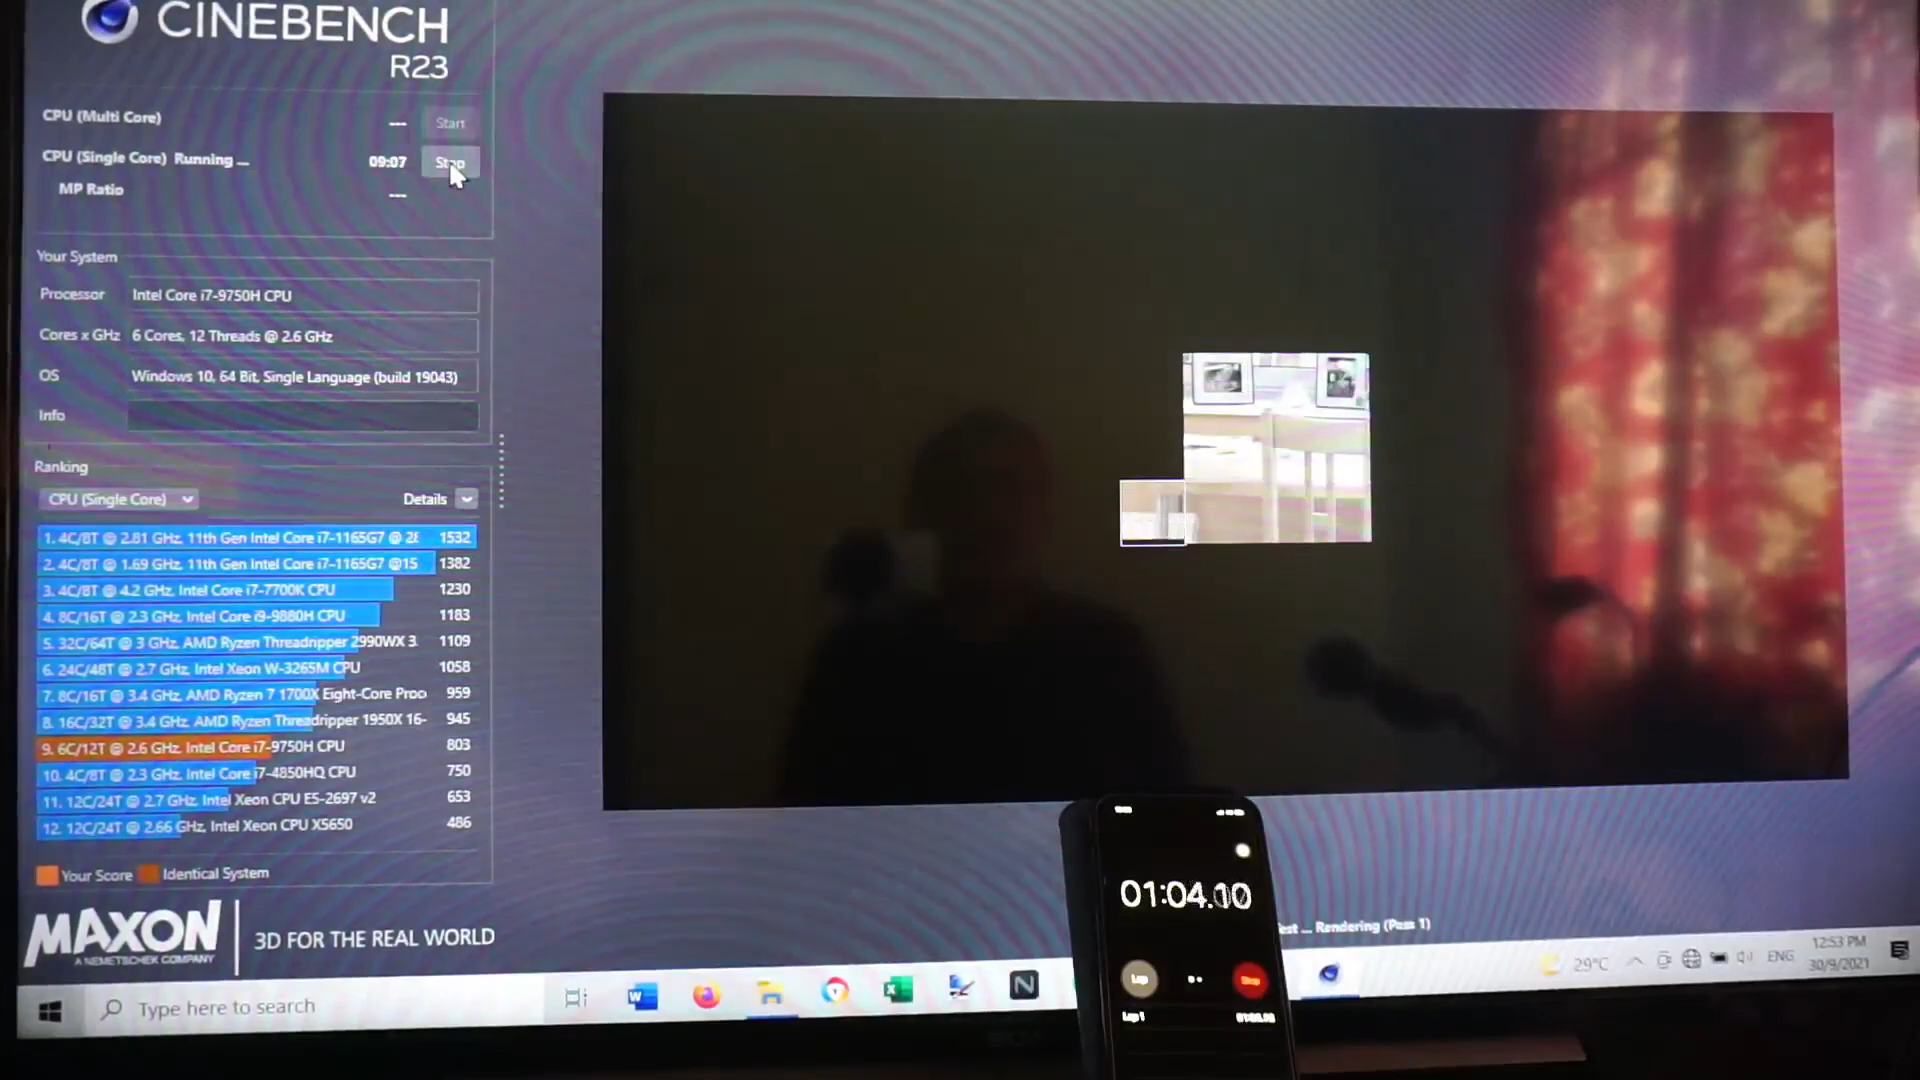 CINEBENCH
R23
CPU (Multi Core) --- Start
CPU (Single Core) Running ... 09:07 Stop
MP Ratio ---
Your System
Processor Intel Core i7-9750H CPU
Cores x GHz 6 Cores, 12 Threads @ 2.6 GHz
OS Windows 10, 64 Bit, Single Language (build 19043)
Info
Ranking
CPU (Single Core) Details
1. 4C/8T @ 2.81 GHz, 11th Gen Intel Core i7-1165G7 @ 28 1532
2. 4C/8T @ 1.69 GHz, 11th Gen Intel Core i7-1165G7 @15 1382
3. 4C/8T @ 4.2 GHz, Intel Core i7-7700K CPU 1230
4. 8C/16T @ 2.3 GHz, Intel Core i9-9880H CPU 1183
5. 32C/64T @ 3 GHz, AMD Ryzen Threadripper 2990WX 3. 1109
6. 24C/48T @ 2.7 GHz, Intel Xeon W-3265M CPU 1058
7. 8C/16T @ 3.4 GHz, AMD Ryzen 7 1700X Eight-Core Proc 959
8. 16C/32T @ 3.4 GHz, AMD Ryzen Threadripper 1950X 16- 945
9. 6C/12T @ 2.6 GHz, Intel Core i7-9750H CPU 803
10. 4C/8T @ 2.3 GHz, Intel Core i7-4850HQ CPU 750
11. 12C/24T @ 2.7 GHz, Intel Xeon CPU E5-2697 v2 653
12. 12C/24T @ 2.66 GHz, Intel Xeon CPU X5650 486
Your Score Identical System
MAXON
A NEMETSCHEK COMPANY
3D FOR THE REAL WORLD
... Rendering (Pass 1)
01:04.10
Lap Stop
Lap 1
Type here to search
29°C ENG
12:53 PM
30/9/2021